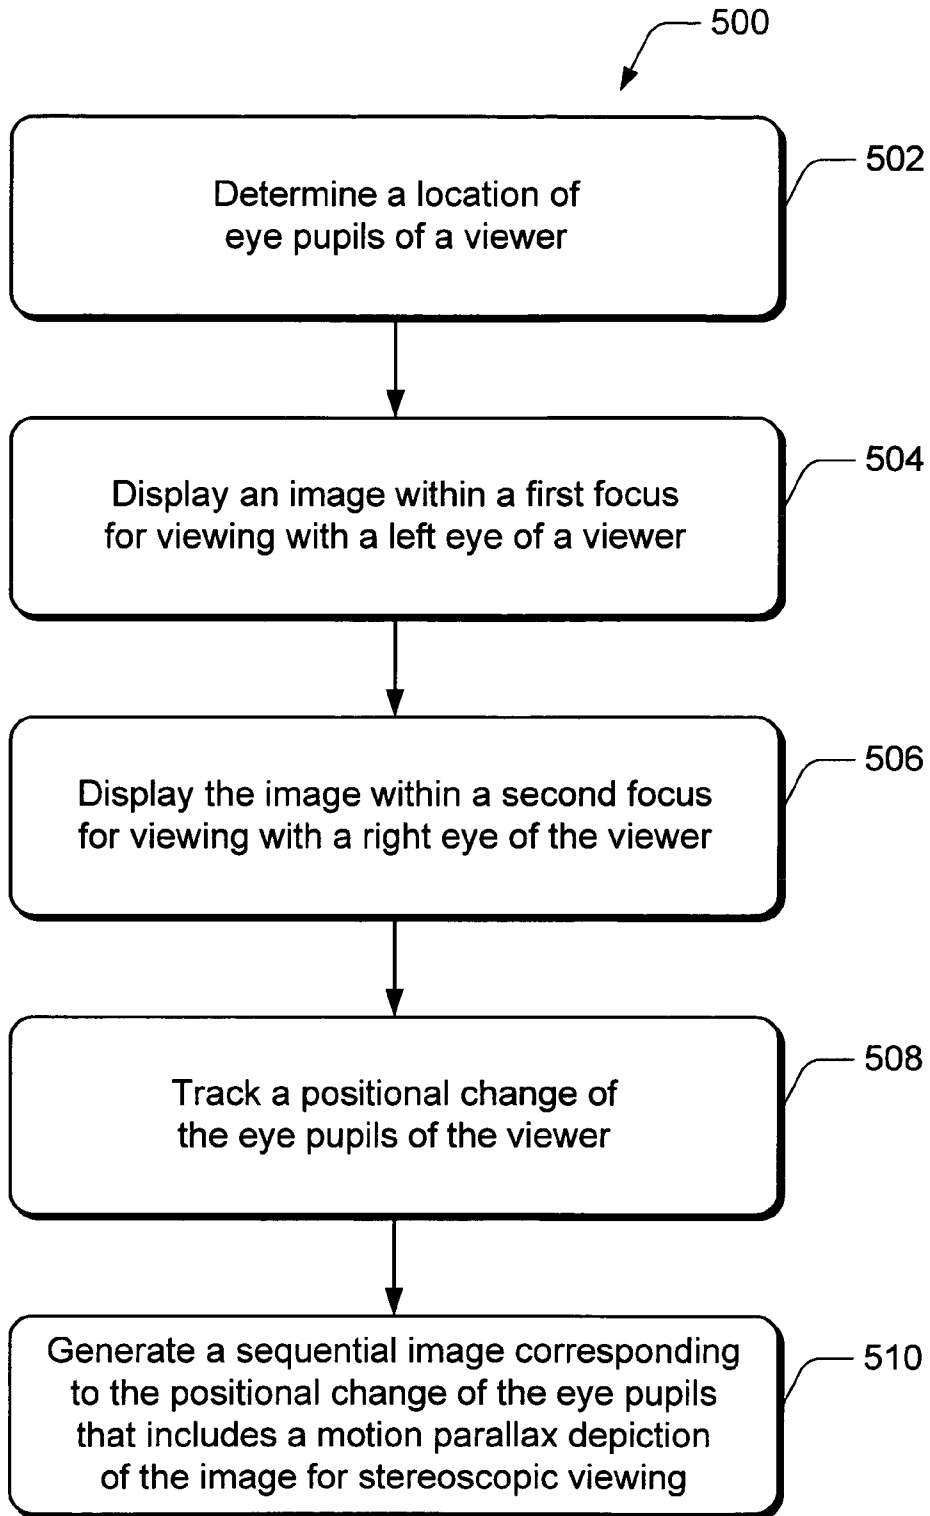 500
502
Determine a location of
eye pupils of a viewer
504
Display an image within a first focus
for viewing with a left eye of a viewer
506
Display the image within a second focus
for viewing with a right eye of the viewer
508
Track a positional change of
the eye pupils of the viewer
510
Generate a sequential image corresponding
to the positional change of the eye pupils
that includes a motion parallax depiction
of the image for stereoscopic viewing